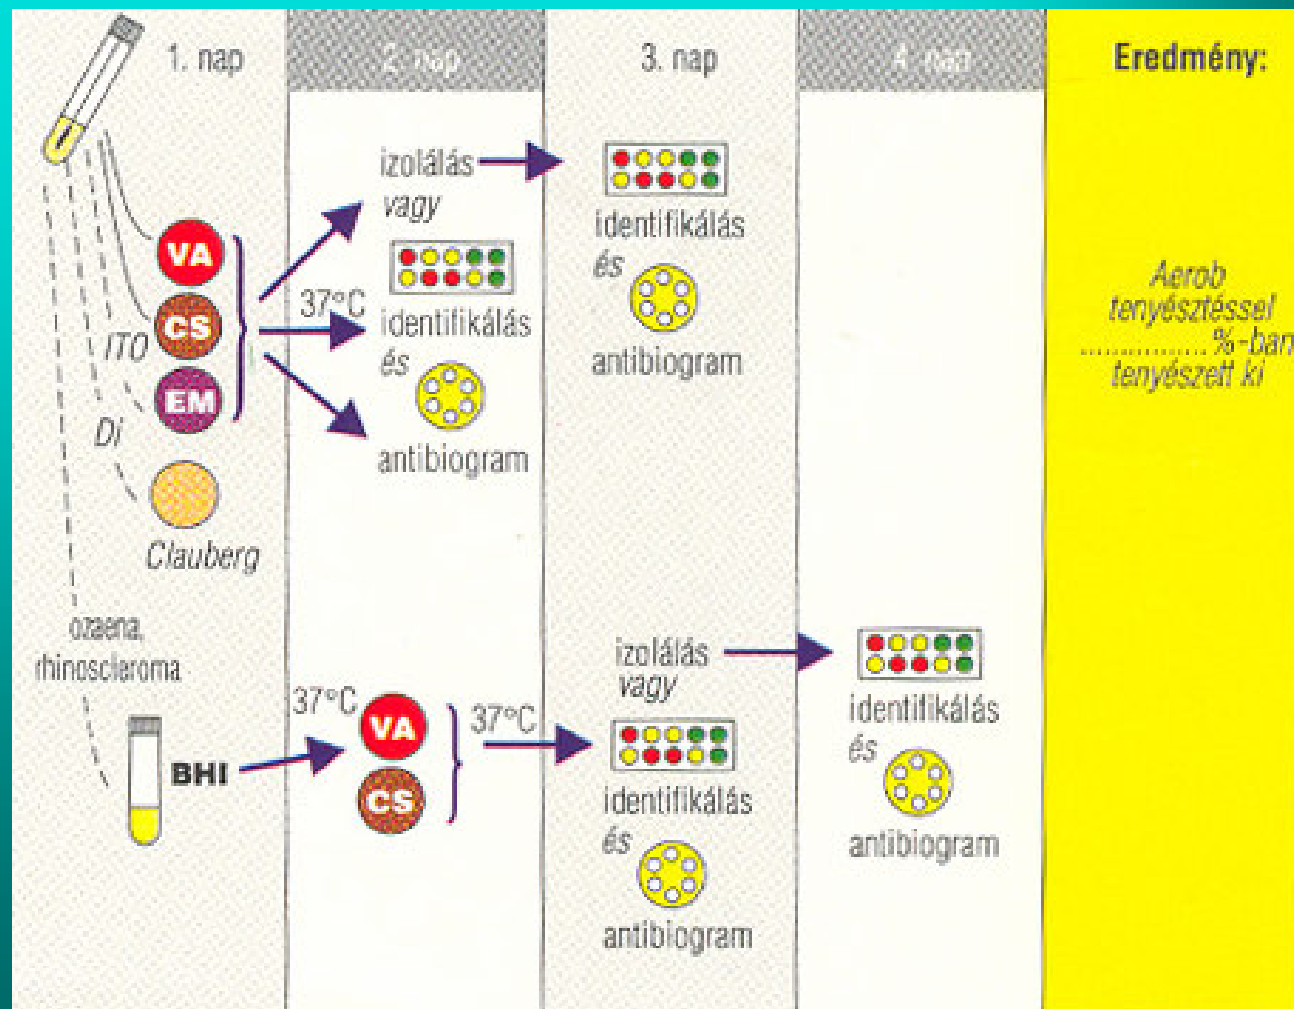 1. nap
2. nap
3. nap
4. nap
Eredmény:
VA
CS
ITO
EM
Di
Clauberg
ozaena,
rhinoscleroma
BHI
izolálás
vagy
37°C
identifikálás
és
antibiogram
37°C
VA
CS
37°C
identifikálás
és
antibiogram
izolálás
vagy
identifikálás
és
antibiogram
identifikálás
és
antibiogram
Aerob
tenyésztéssel
.............. %-ban
tenyészett ki